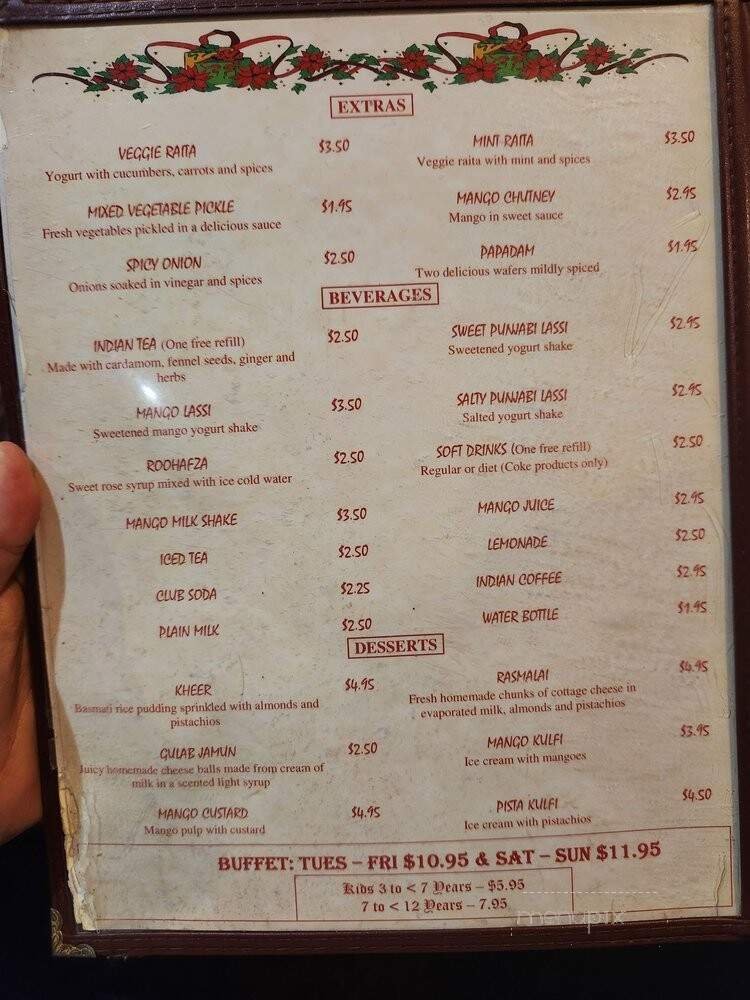 EXTRAS
VEGGIE RAITA $3.50
Yogurt with cucumbers, carrots and spices
MIXED VEGETABLE PICKLE $1.95
Fresh vegetables pickled in a delicious sauce
SPICY ONION $2.50
Onions soaked in vinegar and spices
MINT RAITA $3.50
Veggie raita with mint and spices
MANGO CHUTNEY $2.95
Mango in sweet sauce
PAPADAM $1.95
Two delicious wafers mildly spiced
BEVERAGES
INDIAN TEA (One free refill) $2.50
Made with cardamom, fennel seeds, ginger and
herbs
MANGO LASSI $3.50
Sweetened mango yogurt shake
ROOHAFZA $2.50
Sweet rose syrup mixed with ice cold water
MANGO MILK SHAKE $3.50
ICED TEA $2.50
CLUB SODA $2.25
PLAIN MILK $2.50
SWEET PUNJABI LASSI $2.95
Sweetened yogurt shake
SALTY PUNJABI LASSI $2.95
Salted yogurt shake
SOFT DRINKS (One free refill) $2.50
Regular or diet (Coke products only)
MANGO JUICE $2.95
LEMONADE $2.50
INDIAN COFFEE $2.95
WATER BOTTLE $1.95
DESSERTS
KHEER $4.95
Basmati rice pudding sprinkled with almonds and
pistachios
GULAB JAMUN $2.50
Juicy homemade cheese balls made from cream of
milk in a scented light syrup
MANGO CUSTARD $4.95
Mango pulp with custard
RASMALAI $4.95
Fresh homemade chunks of cottage cheese in
evaporated milk, almonds and pistachios
MANGO KULFI $3.95
Ice cream with mangoes
PISTA KULFI $4.50
Ice cream with pistachios
BUFFET: TUES – FRI $10.95 & SAT – SUN $11.95
Kids 3 to < 7 Years – $5.95
7 to < 12 Years – 7.95
menupix